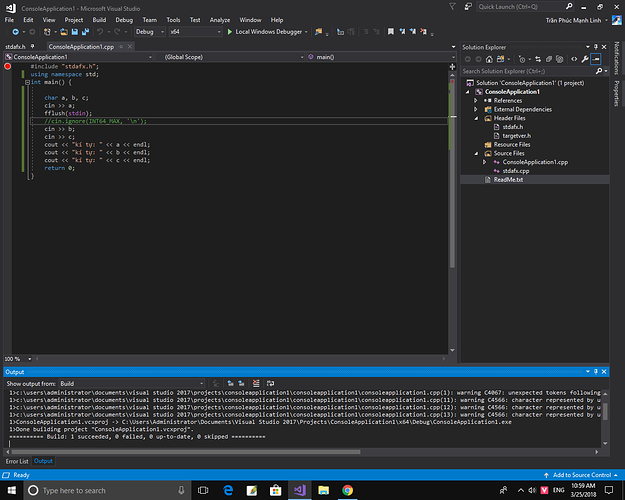 ConsoleApplication1 - Microsoft Visual Studio
Quick Launch (Ctrl+Q)
File Edit View Project Build Debug Team Tools Test Analyze Window Help
Trần Phúc Mạnh Linh
Debug x64 Local Windows Debugger
stdafx.h ConsoleApplication1.cpp
ConsoleApplication1 (Global Scope) main()
#include "stdafx.h";
using namespace std;
int main() {
char a, b, c;
cin >> a;
fflush(stdin);
//cin.ignore(INT64_MAX, '\n');
cin >> b;
cin >> c;
cout << "kí tự: " << a << endl;
cout << "kí tự: " << b << endl;
cout << "kí tự: " << c << endl;
return 0;
}
100 %
Solution Explorer
Search Solution Explorer (Ctrl+;)
Solution 'ConsoleApplication1' (1 project)
ConsoleApplication1
References
External Dependencies
Header Files
stdafx.h
targetver.h
Resource Files
Source Files
ConsoleApplication1.cpp
stdafx.cpp
ReadMe.txt
Notifications
Properties
Output
Show output from: Build
1>c:\users\administrator\documents\visual studio 2017\projects\consoleapplication1\consoleapplication1\consoleapplication1.cpp(1): warning C4067: unexpected tokens following
1>c:\users\administrator\documents\visual studio 2017\projects\consoleapplication1\consoleapplication1\consoleapplication1.cpp(11): warning C4566: character represented by u
1>c:\users\administrator\documents\visual studio 2017\projects\consoleapplication1\consoleapplication1\consoleapplication1.cpp(12): warning C4566: character represented by u
1>c:\users\administrator\documents\visual studio 2017\projects\consoleapplication1\consoleapplication1\consoleapplication1.cpp(13): warning C4566: character represented by u
1>ConsoleApplication1.vcxproj -> C:\Users\Administrator\Documents\Visual Studio 2017\Projects\ConsoleApplication1\x64\Debug\ConsoleApplication1.exe
1>Done building project "ConsoleApplication1.vcxproj".
========== Build: 1 succeeded, 0 failed, 0 up-to-date, 0 skipped ==========
Error List Output
Ready
Add to Source Control
Type here to search
ENG
10:59 AM
3/25/2018